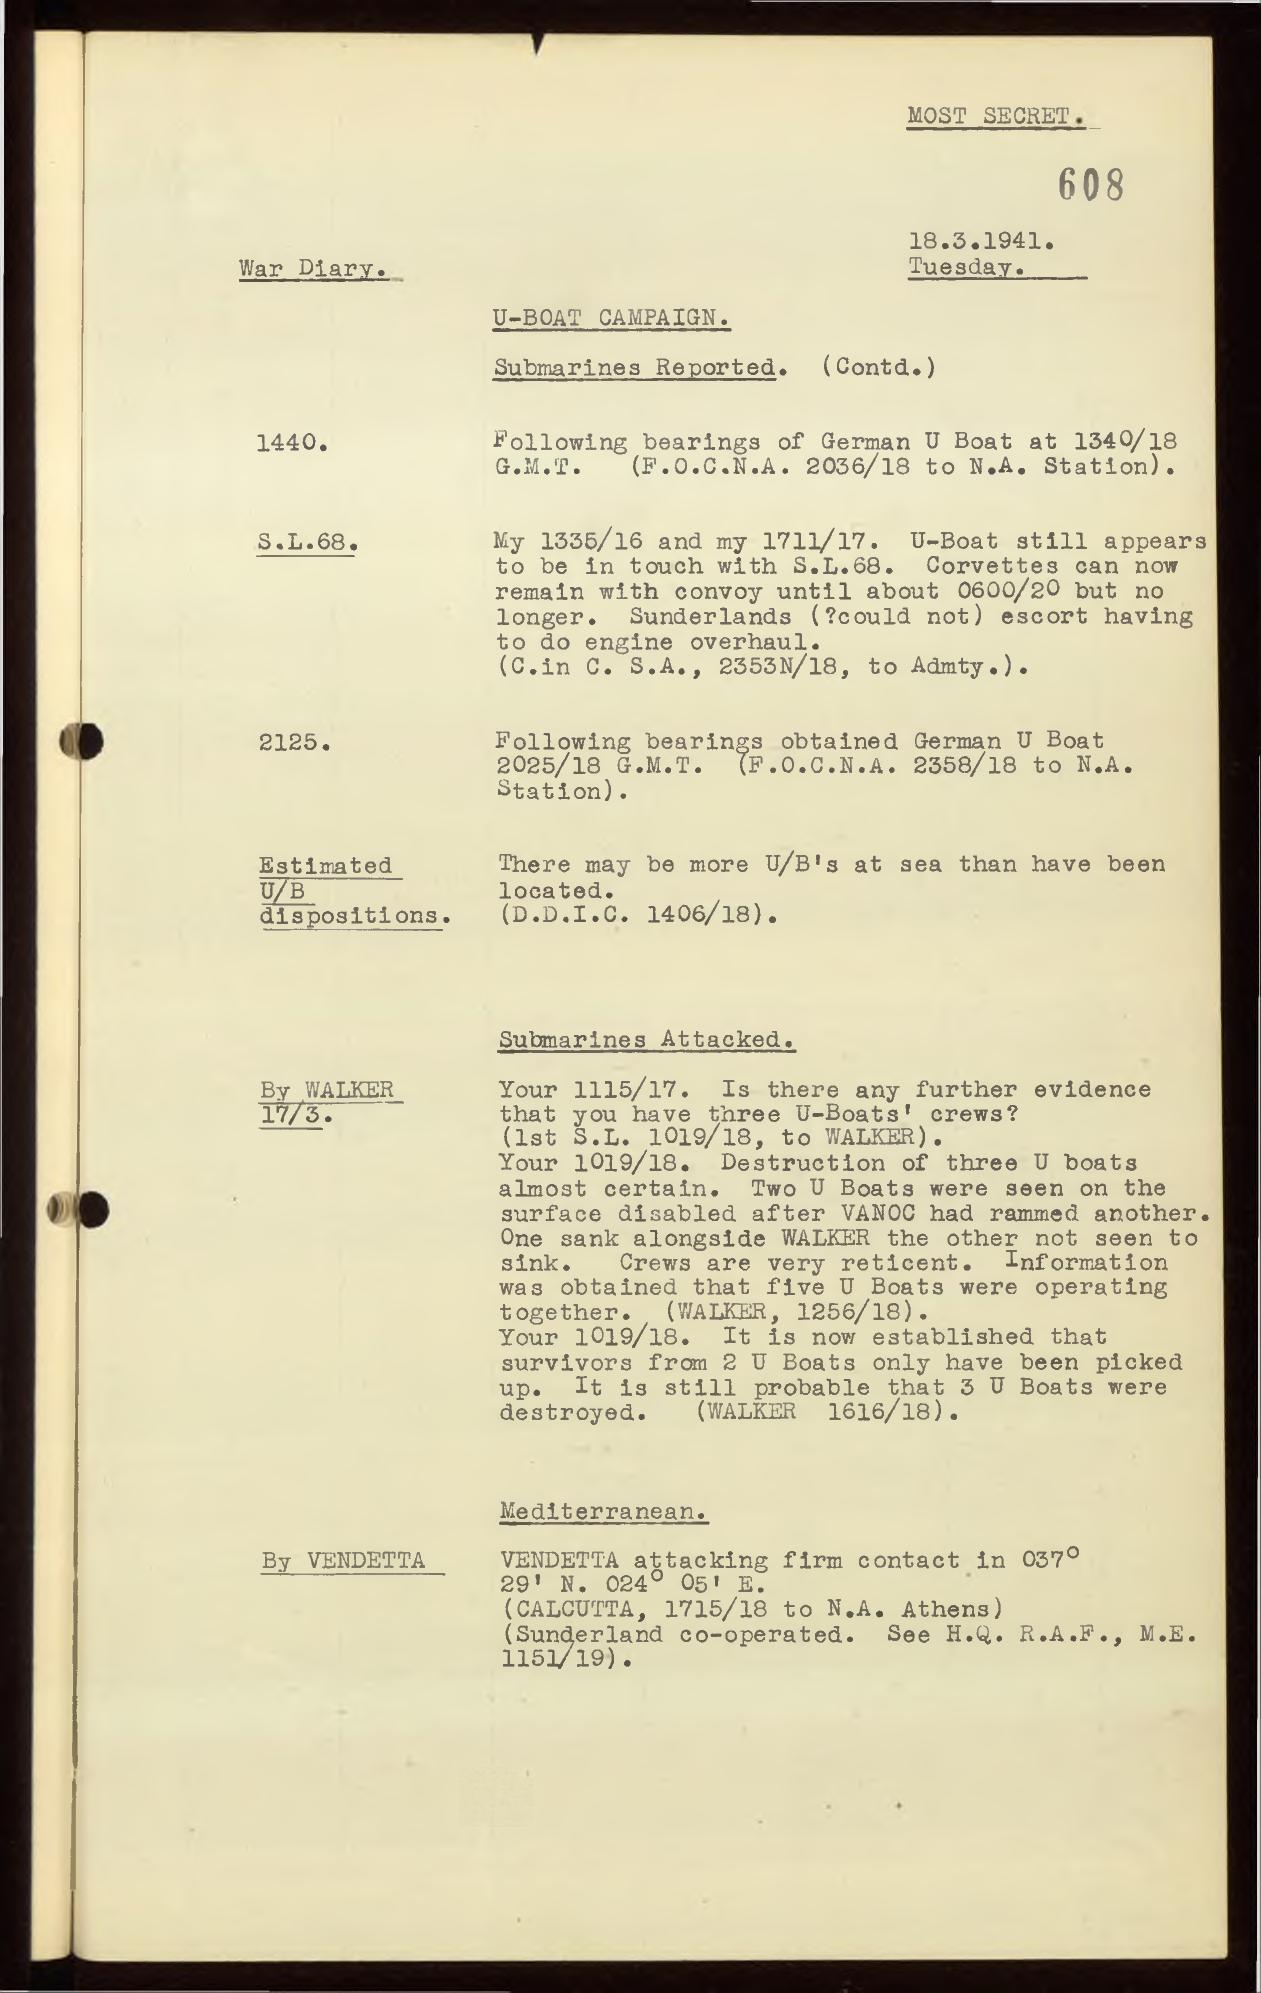 MOST SECRET.
608
18.3.1941.
War Diary.
Tuesday.
U-BOAT CAMPAIGN.
Submarines Reported. (Contd.)
1440.
Following bearings of German U Boat at 1340/18
G.M.T. (F.O.C.N.A. 2036/18 to N.A. Station).
S.L.68.
My 1335/16 and my 1711/17. U-Boat still appears
to be in touch with S.L.68. Corvettes can now
remain with convoy until about 0600/20 but no
longer. Sunderlands (?could not) escort having
to do engine overhaul.
(C.in C. S.A., 2353N/18, to Admty.).
2125.
Following bearings obtained German U Boat
2025/18 G.M.T. (F.O.C.N.A. 2358/18 to N.A.
Station).
Estimated
U/B
dispositions.
There may be more U/B's at sea than have been
located.
(D.D.I.C. 1406/18).
Submarines Attacked.
By WALKER
17/3.
Your 1115/17. Is there any further evidence
that you have three U-Boats' crews?
(1st S.L. 1019/18, to WALKER).
Your 1019/18. Destruction of three U boats
almost certain. Two U Boats were seen on the
surface disabled after VANOC had rammed another.
One sank alongside WALKER the other not seen to
sink. Crews are very reticent. Information
was obtained that five U Boats were operating
together. (WALKER, 1256/18).
Your 1019/18. It is now established that
survivors from 2 U Boats only have been picked
up. It is still probable that 3 U Boats were
destroyed. (WALKER 1616/18).
Mediterranean.
By VENDETTA
VENDETTA attacking firm contact in 037°
29' N. 024° 05' E.
(CALCUTTA, 1715/18 to N.A. Athens)
(Sunderland co-operated. See H.Q. R.A.F., M.E.
1151/19).